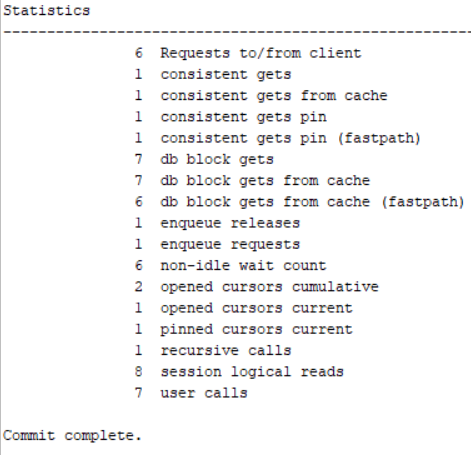 Statistics
-----------------------------------------------------------
6 Requests to/from client
1 consistent gets
1 consistent gets from cache
1 consistent gets pin
1 consistent gets pin (fastpath)
7 db block gets
7 db block gets from cache
6 db block gets from cache (fastpath)
1 enqueue releases
1 enqueue requests
6 non-idle wait count
2 opened cursors cumulative
1 opened cursors current
1 pinned cursors current
1 recursive calls
8 session logical reads
7 user calls
Commit complete.